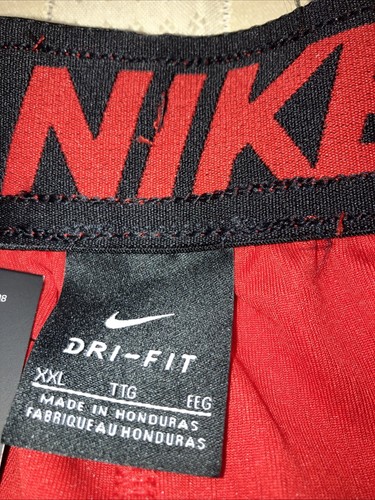 NIKE
DRI-FIT
XXL TTG EEG
MADE IN HONDURAS
FABRIQUE AU HONDURAS